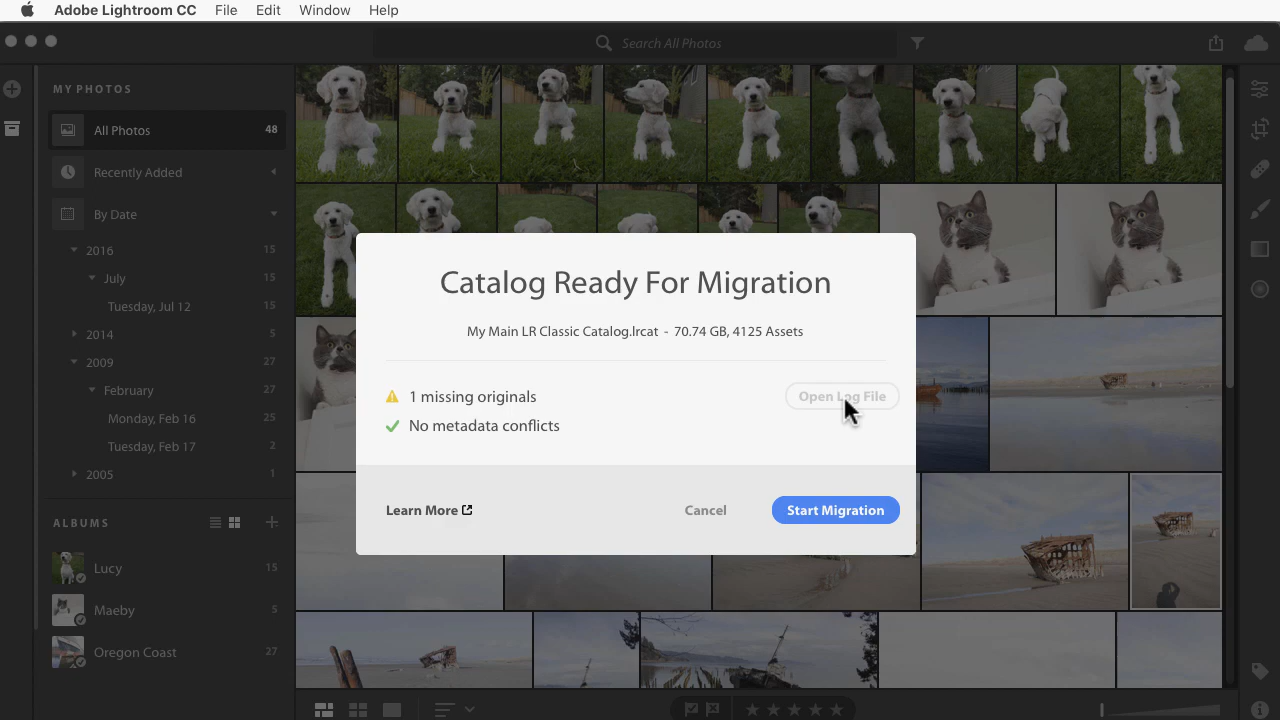 Adobe Lightroom CC File Edit Window Help
Search All Photos
MY PHOTOS
All Photos 48
Recently Added
By Date
2016 15
July 15
Tuesday, Jul 12 15
2014 5
2009 27
February 27
Monday, Feb 16 25
Tuesday, Feb 17 2
2005 1
ALBUMS
Lucy 15
Maeby 5
Oregon Coast 27
Catalog Ready For Migration
My Main LR Classic Catalog.lrcat - 70.74 GB, 4125 Assets
1 missing originals Open Log File
No metadata conflicts
Learn More Cancel Start Migration